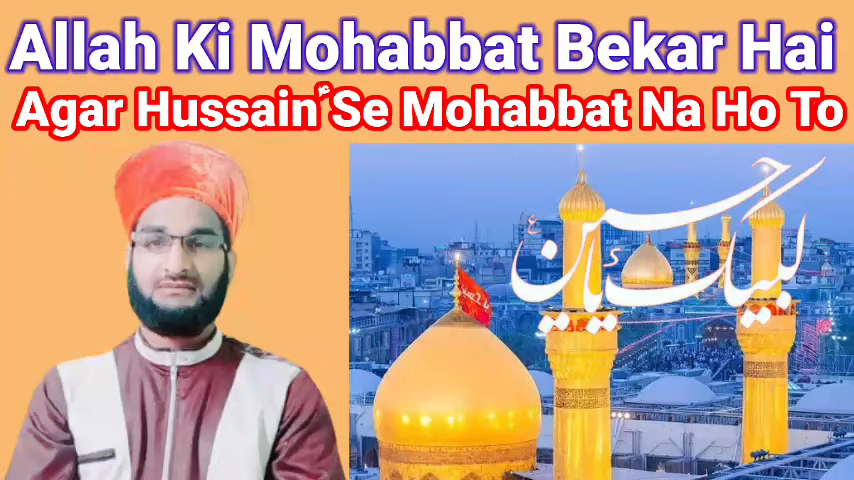 Allah Ki Mohabbat Bekar Hai
Agar Hussainؑ Se Mohabbat Na Ho To
لبیک یا حسین ع